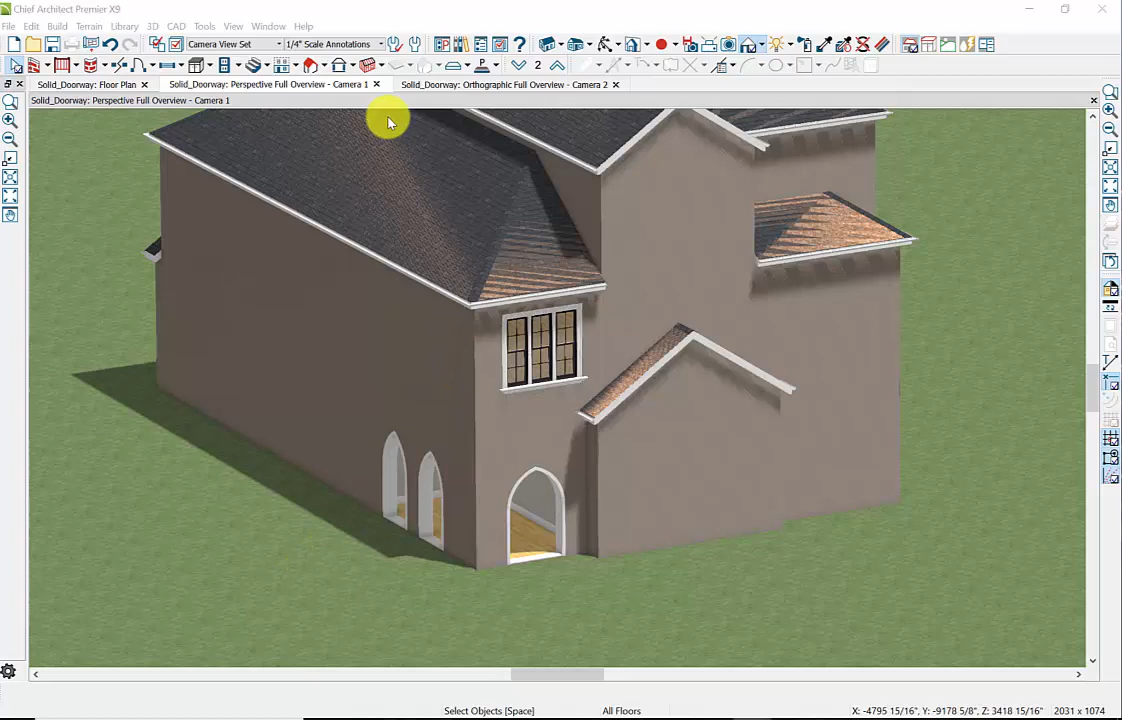 Chief Architect Premier X9
File Edit Build Terrain Library 3D CAD Tools View Window Help
Camera View Set 1/4" Scale Annotations
2
Solid_Doorway: Floor Plan Solid_Doorway: Perspective Full Overview - Camera 1 Solid_Doorway: Orthographic Full Overview - Camera 2
Solid_Doorway: Perspective Full Overview - Camera 1
Select Objects [Space] All Floors X: -4795 15/16", Y: -9178 5/8", Z: 3418 15/16" 2031 x 1074